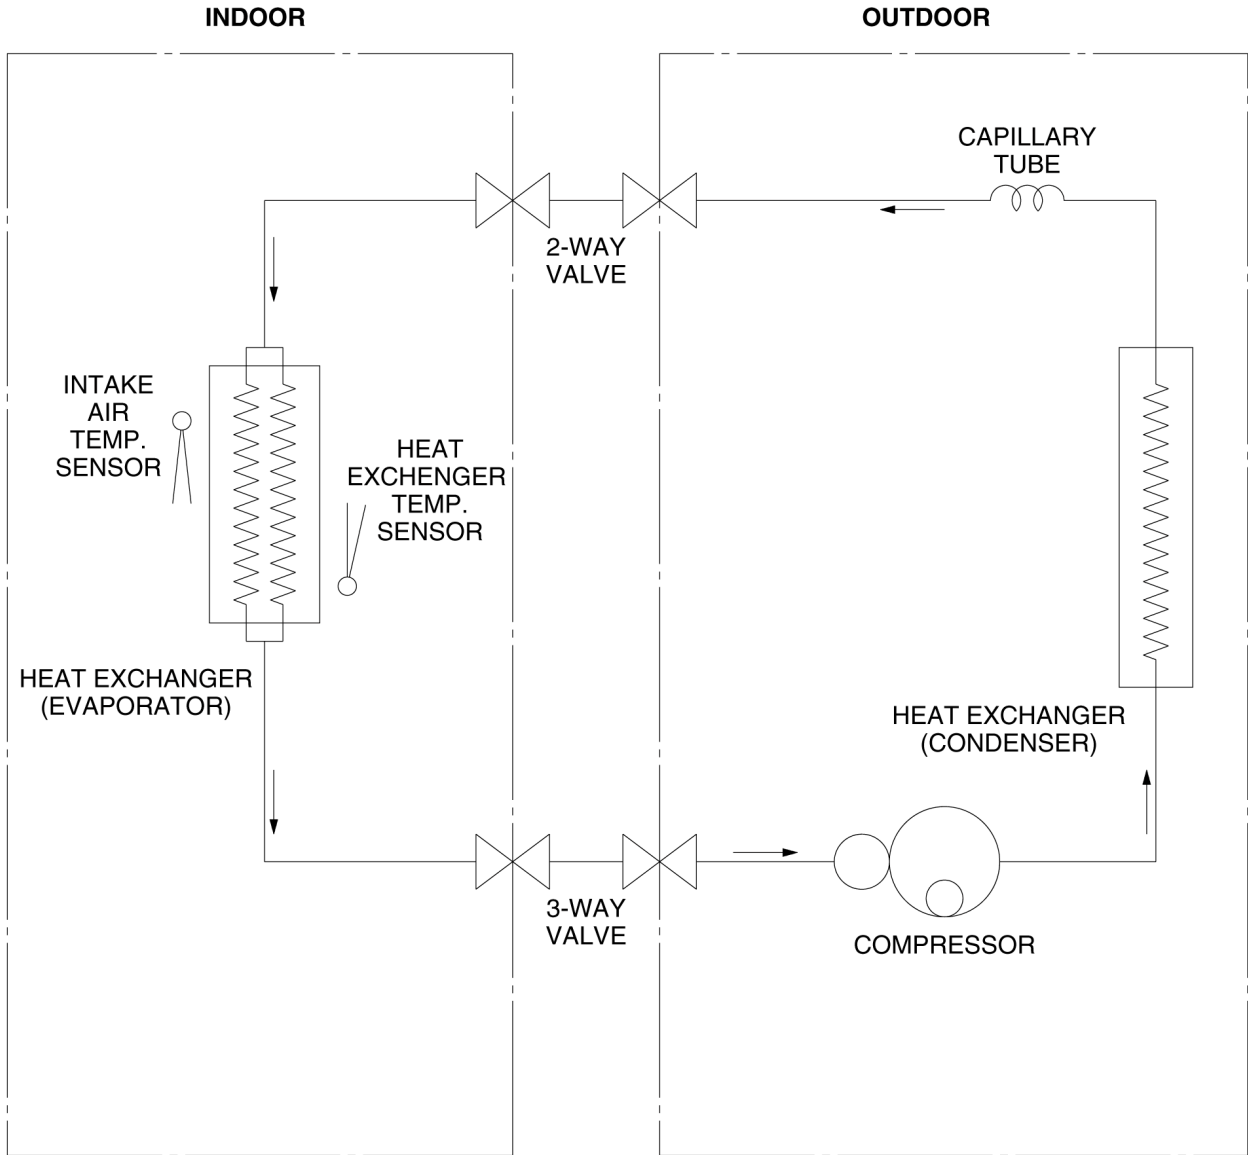 INDOOR
OUTDOOR
CAPILLARY
TUBE
2-WAY
VALVE
INTAKE
AIR
TEMP.
SENSOR
HEAT
EXCHENGER
TEMP.
SENSOR
HEAT EXCHANGER
(EVAPORATOR)
HEAT EXCHANGER
(CONDENSER)
3-WAY
VALVE
COMPRESSOR